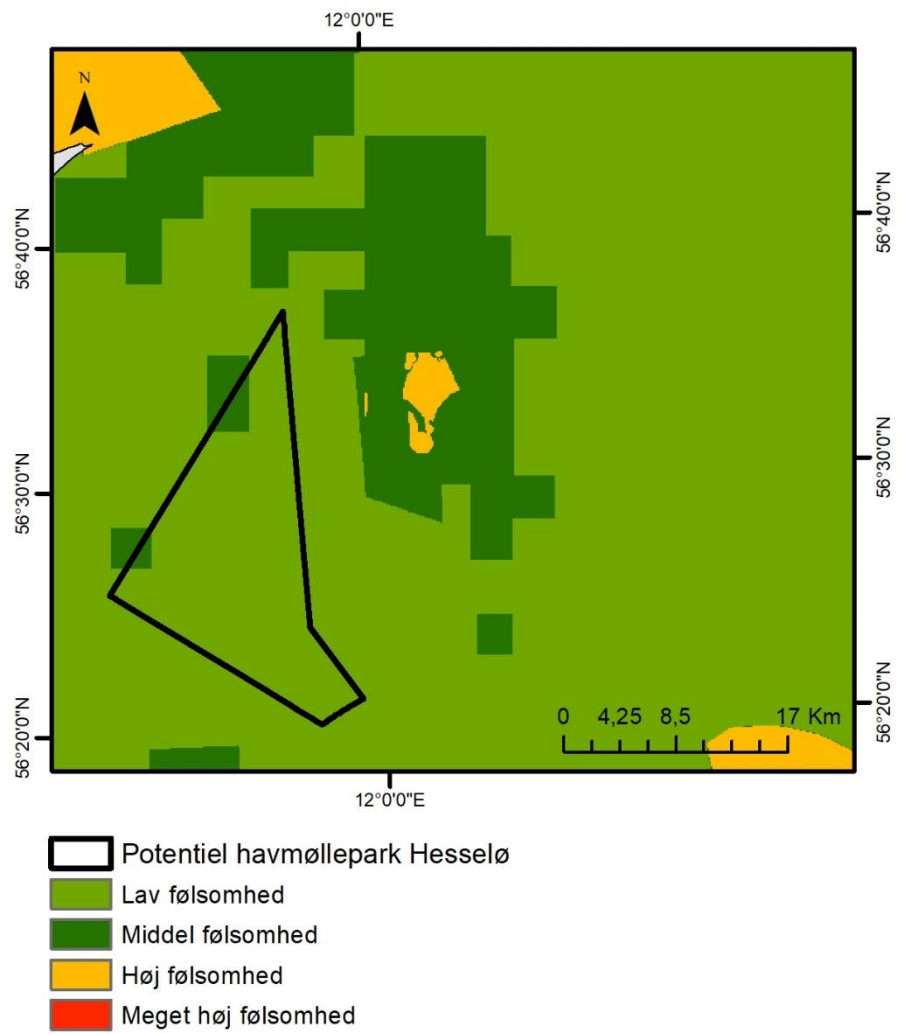 12°0'0"E
N
56°40'0"N
56°40'0"N
56°30'0"N
56°30'0"N
56°20'0"N
56°20'0"N
0 4,25 8,5 17 Km
12°0'0"E
Potentiel havmøllepark Hesselø
Lav følsomhed
Middel følsomhed
Høj følsomhed
Meget høj følsomhed